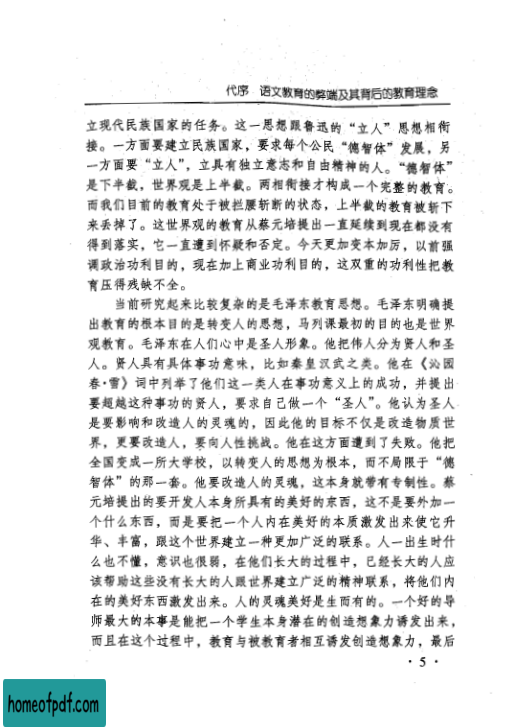 代序　语文教育的弊端及其背后的教育理念
立现代民族国家的任务。这一思想跟鲁迅的“立人”思想相衔
接。一方面要建立民族国家，要求每个公民“德智体”发展，另
一方面要“立人”，立具有独立意志和自由精神的人。“德智体”
是下半截，世界观是上半截。两相衔接才构成一个完整的教育。
而我们目前的教育处于被拦腰斩断的状态，上半截的教育被斩下
来丢掉了。这世界观的教育从蔡元培提出一直延续到现在都没有
得到落实，它一直遭到怀疑和否定。今天更加变本加厉，以前强
调政治功利目的，现在加上商业功利目的，这双重的功利性把教
育压得残缺不全。
当前研究起来比较复杂的是毛泽东教育思想。毛泽东明确提
出教育的根本目的是转变人的思想，马列课最初的目的也是世界
观教育。毛泽东在人们心中是圣人形象。他把伟人分为贤人和圣
人。贤人具有具体事功意味，比如秦皇汉武之类。他在《沁园
春·雪》词中列举了他们这一类人在事功意义上的成功，并提出
要超越这种事功的贤人，要求自己做一个“圣人”。他认为圣人
是要影响和改造人的灵魂的，因此他的目标不仅是改造物质世
界，更要改造人，要向人性挑战。他在这方面遭到了失败。他把
全国变成一所大学校，以转变人的思想为根本，而不局限于“德
智体”的那一套。他要改造人的灵魂，这本身就带有专制性。蔡
元培提出的要开发人本身所具有的美好的东西，这不是要外加一
个什么东西，而是要把一个人内在美好的本质激发出来使它升
华、丰富，跟这个世界建立一种更加广泛的联系。人一出生时什
么也不懂，意识也很弱，在他们长大的过程中，已经长大的人应
该帮助这些没有长大的人跟世界建立广泛的精神联系，将他们内
在的美好东西激发出来。人的灵魂美好是生而有的。一个好的导
师最大的本事是能把一个学生本身潜在的创造想象力诱发出来，
而且在这个过程中，教育与被教育者相互诱发创造想象力，最后
·5·
homeofpdf.com